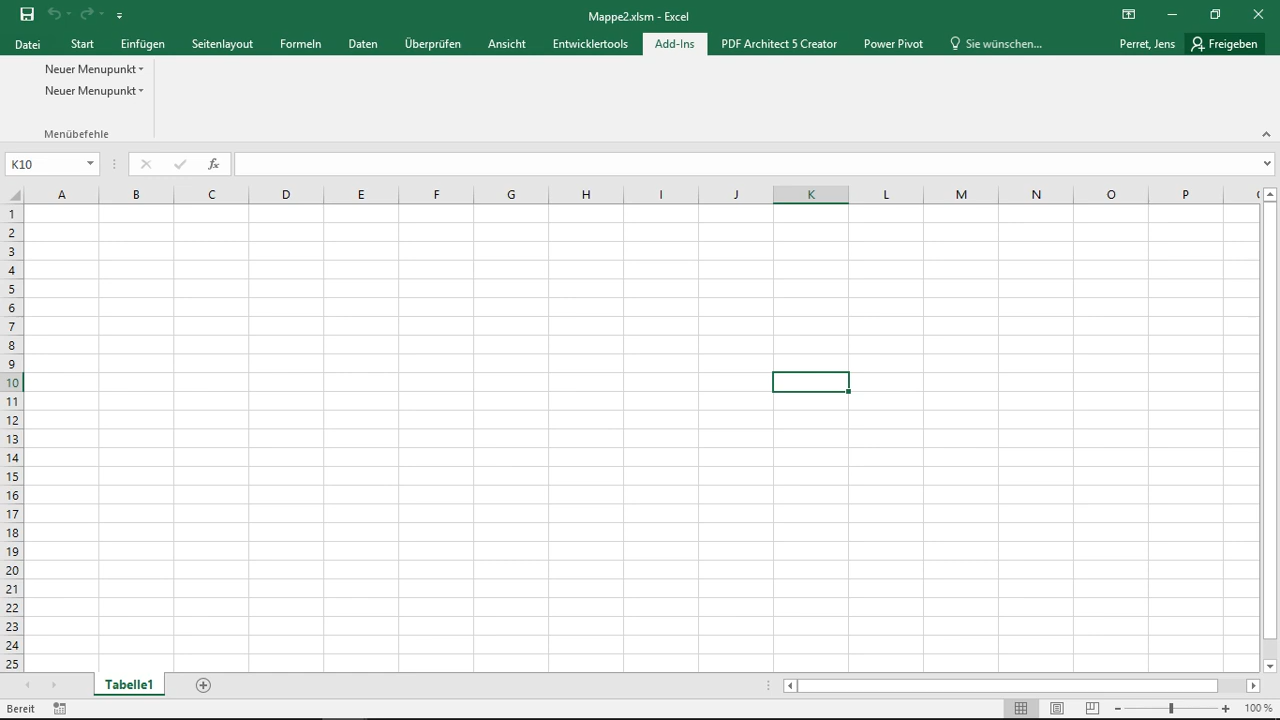 Mappe2.xlsm - Excel
Datei Start Einfügen Seitenlayout Formeln Daten Überprüfen Ansicht Entwicklertools Add-Ins PDF Architect 5 Creator Power Pivot Sie wünschen... Perret, Jens Freigeben
Neuer Menupunkt
Neuer Menupunkt
Menübefehle
K10 fx
A B C D E F G H I J K L M N O P
1
2
3
4
5
6
7
8
9
10
11
12
13
14
15
16
17
18
19
20
21
22
23
24
25
Tabelle1
Bereit 100 %